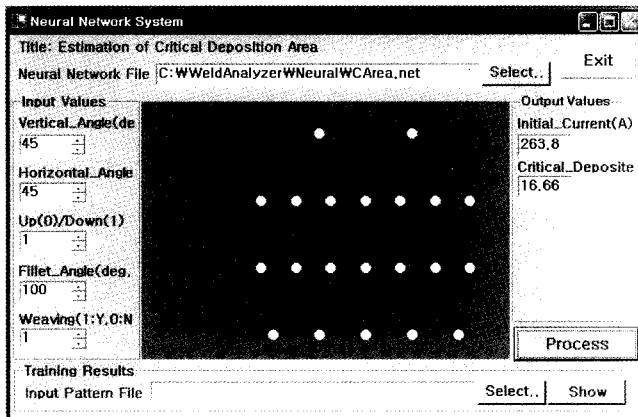 Neural Network System
Title: Estimation of Critical Deposition Area
Exit
Neural Network File C:₩WeldAnalyzer₩Neural₩CArea.net Select..
Input Values
Vertical_Angle(de
45
Horizontal_Angle
45
Up(0)/Down(1)
1
Fillet_Angle(deg,
100
Weaving(1:Y,0:N
1
Output Values
Initial_Current(A)
263.8
Critical_Deposite
16.66
Process
Training Results
Input Pattern File Select.. Show